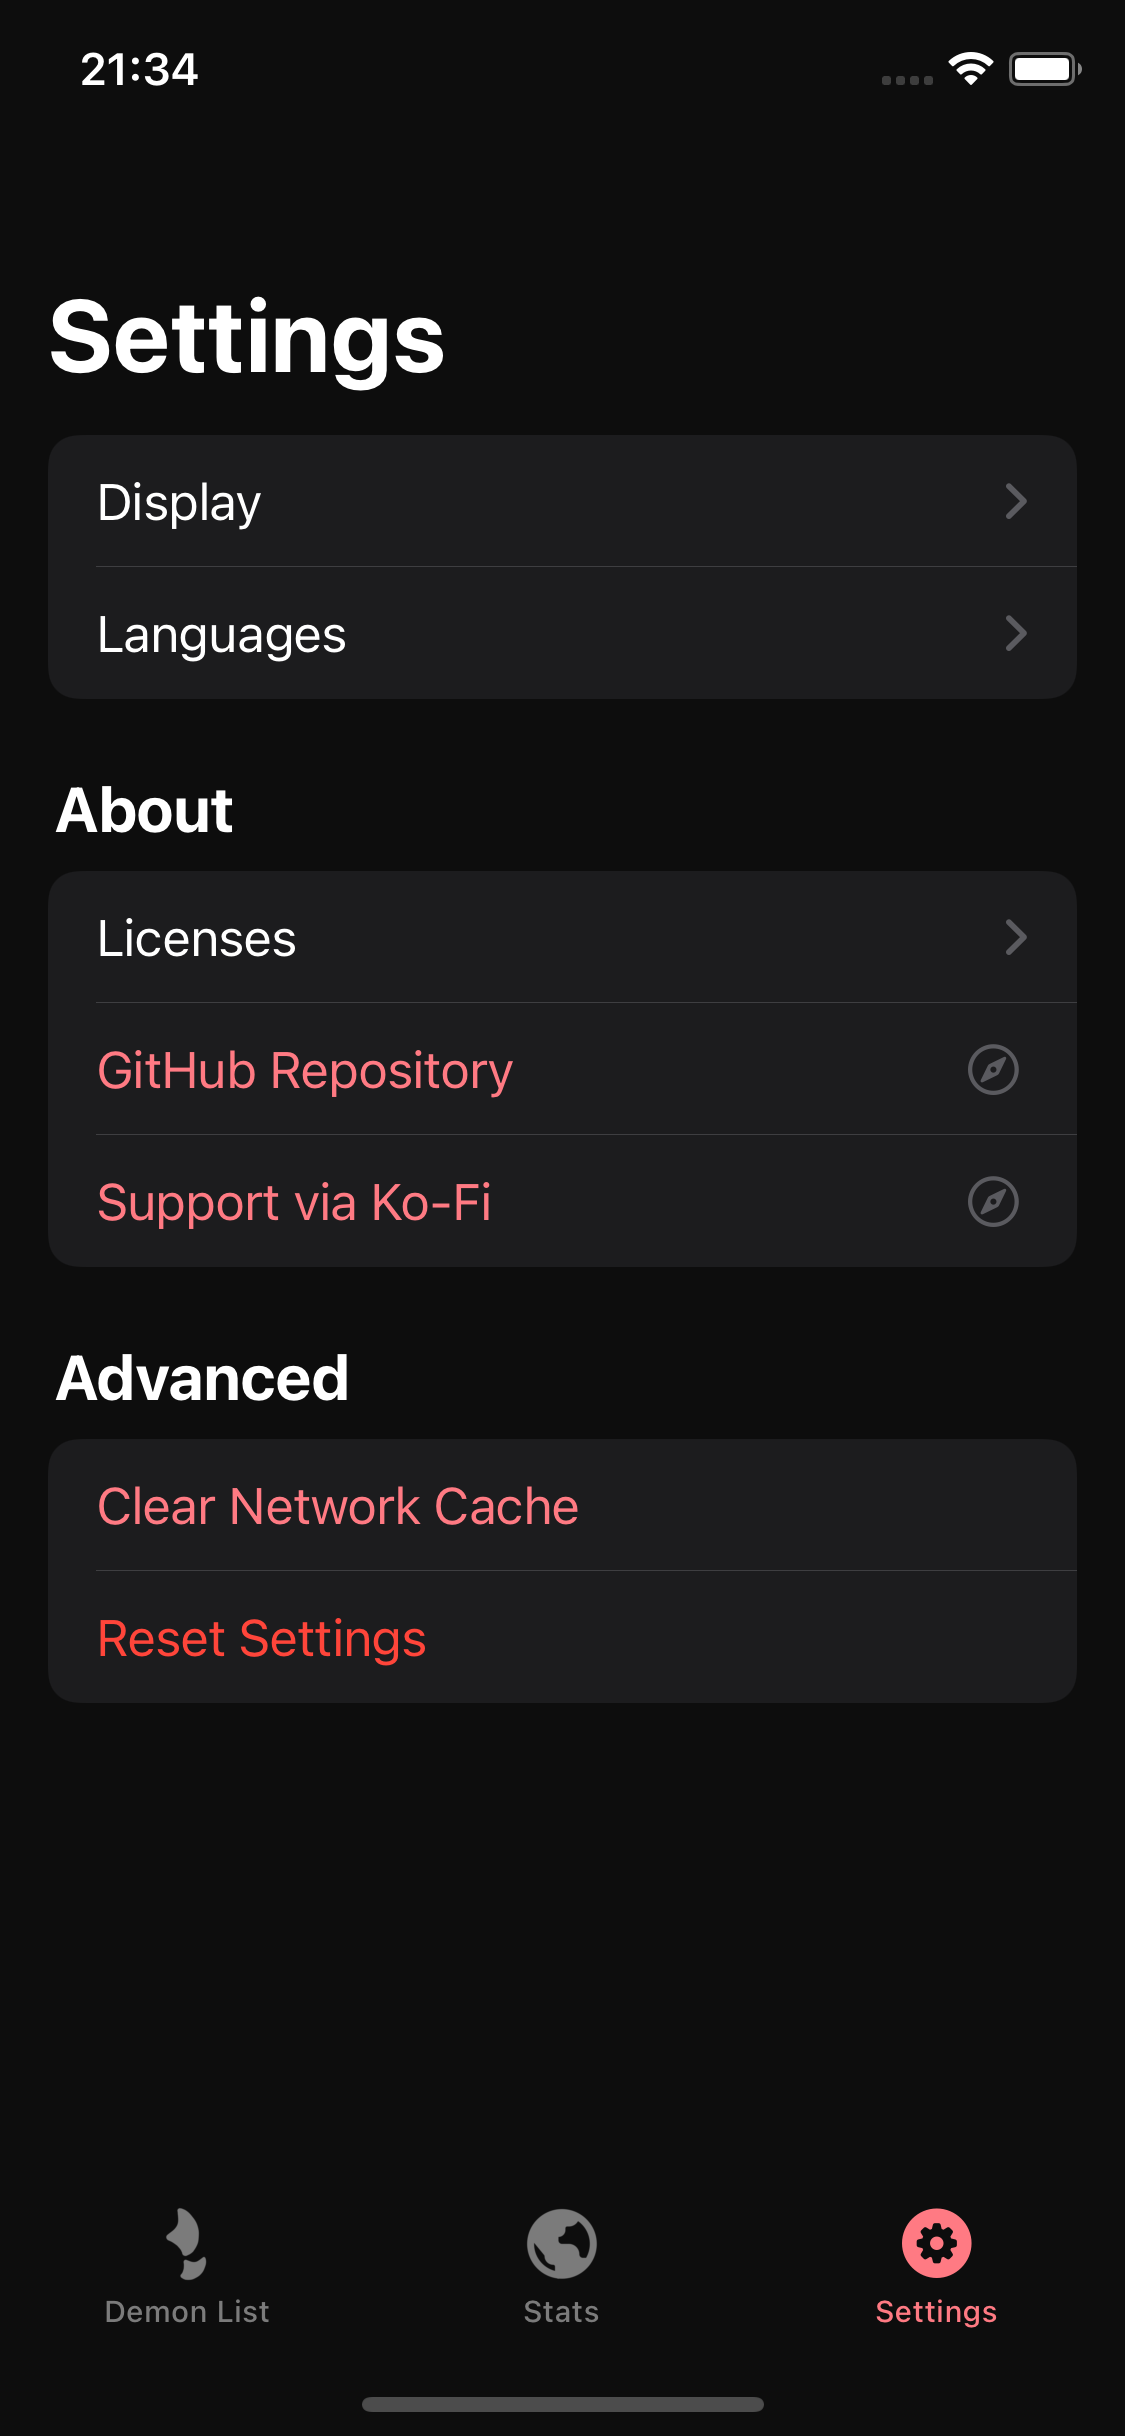 21:34
Settings
Display
Languages
About
Licenses
GitHub Repository
Support via Ko-Fi
Advanced
Clear Network Cache
Reset Settings
Demon List
Stats
Settings